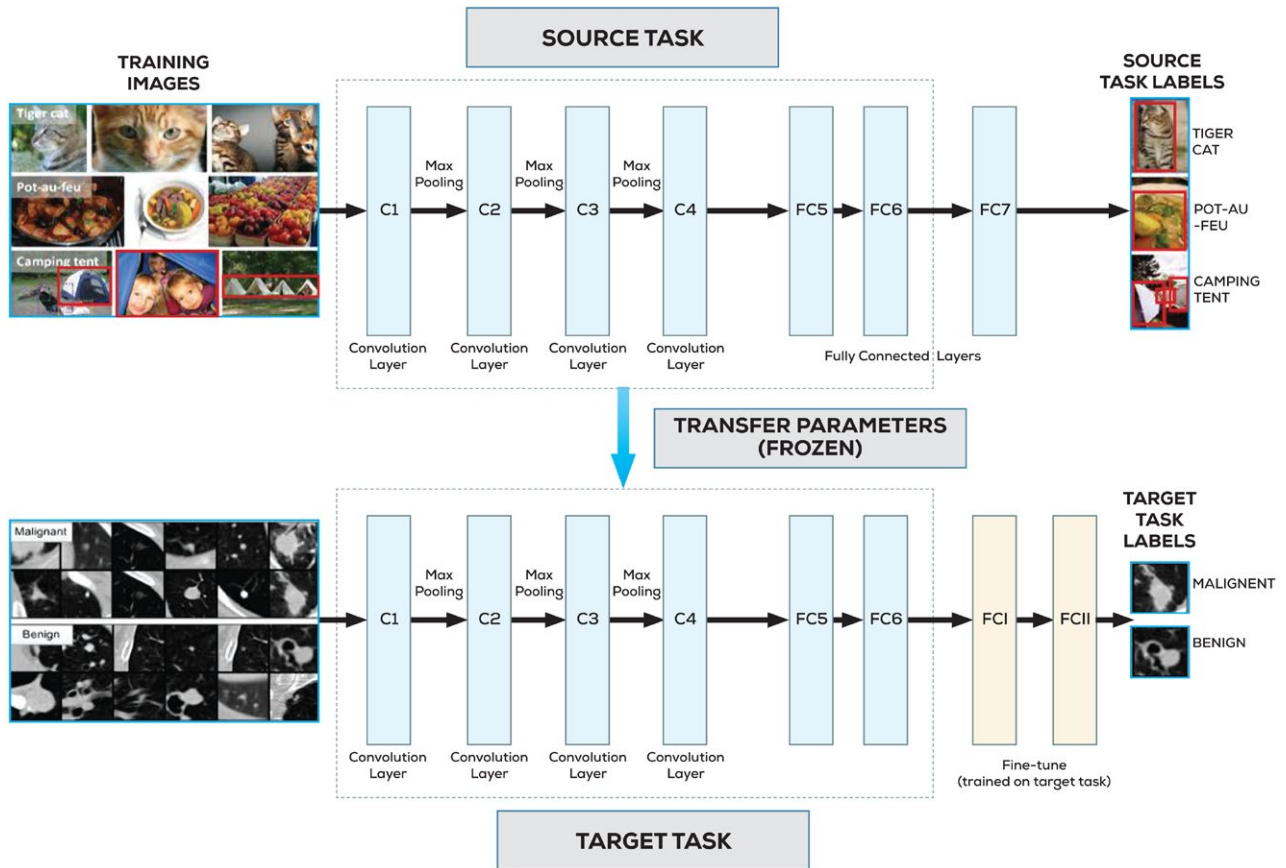 SOURCE TASK
TRAINING
IMAGES
SOURCE
TASK LABELS
Tiger cat
Pot-au-feu
Camping tent
Max
Pooling
Max
Pooling
Max
Pooling
C1
C2
C3
C4
FC5
FC6
FC7
Convolution
Layer
Convolution
Layer
Convolution
Layer
Convolution
Layer
Fully Connected Layers
TIGER
CAT
POT-AU
-FEU
CAMPING
TENT
TRANSFER PARAMETERS
(FROZEN)
TARGET
TASK
LABELS
Malignant
Benign
Max
Pooling
Max
Pooling
Max
Pooling
C1
C2
C3
C4
FC5
FC6
FCI
FCII
Convolution
Layer
Convolution
Layer
Convolution
Layer
Convolution
Layer
Fine-tune
(trained on target task)
MALIGNENT
BENIGN
TARGET TASK